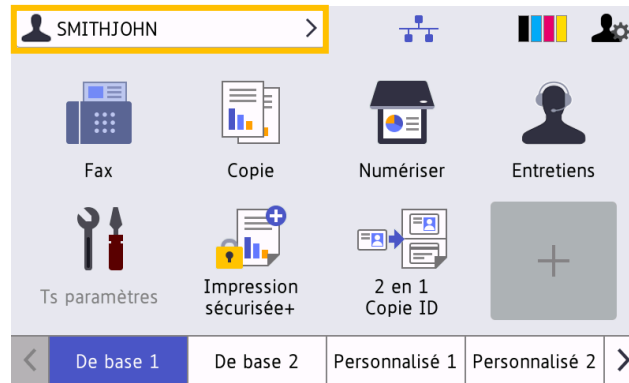 SMITHJOHN
Fax
Copie
Numériser
Entretiens
Ts paramètres
Impression
sécurisée+
2 en 1
Copie ID
De base 1
De base 2
Personnalisé 1
Personnalisé 2